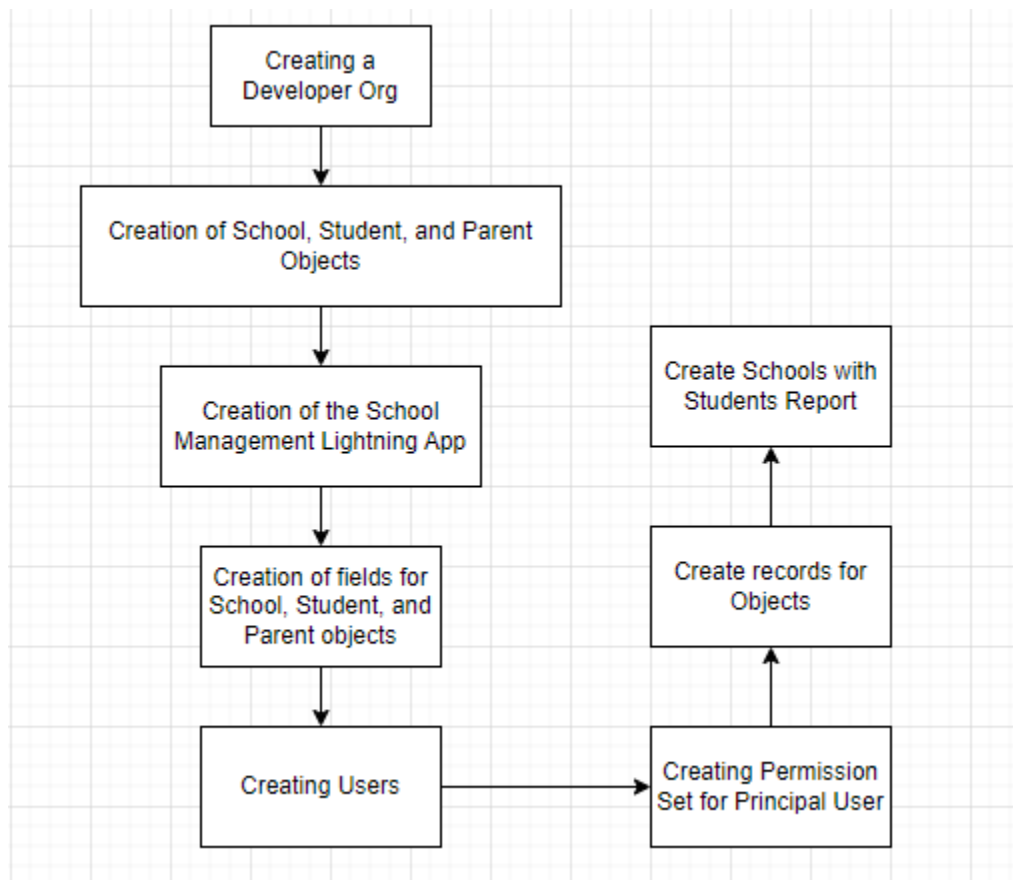 Creating a
Developer Org
Creation of School, Student, and Parent
Objects
Creation of the School
Management Lightning App
Creation of fields for
School, Student, and
Parent objects
Creating Users
Creating Permission
Set for Principal User
Create records for
Objects
Create Schools with
Students Report